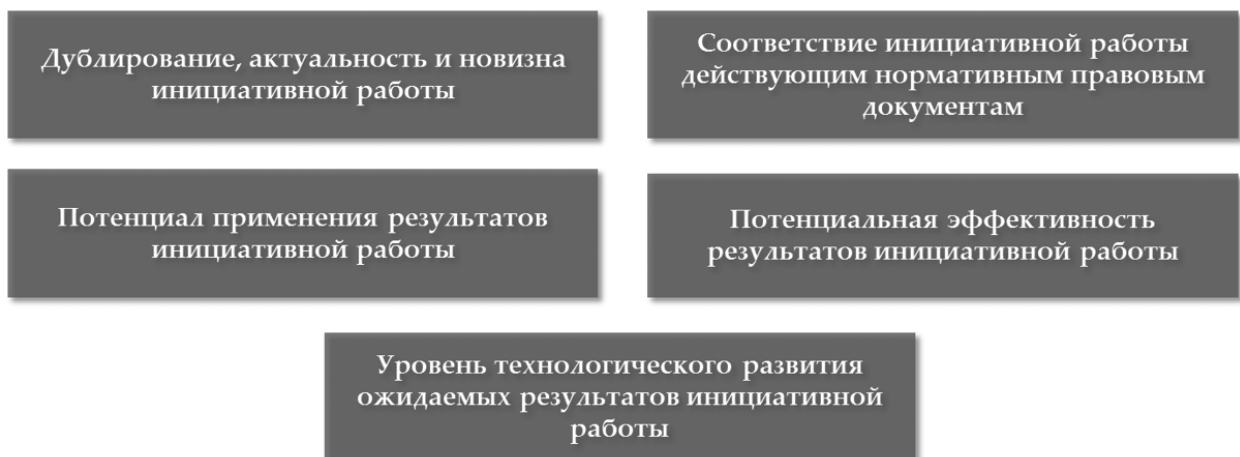 Дублирование, актуальность и новизна
инициативной работы
Соответствие инициативной работы
действующим нормативным правовым
документам
Потенциал применения результатов
инициативной работы
Потенциальная эффективность
результатов инициативной работы
Уровень технологического развития
ожидаемых результатов инициативной
работы